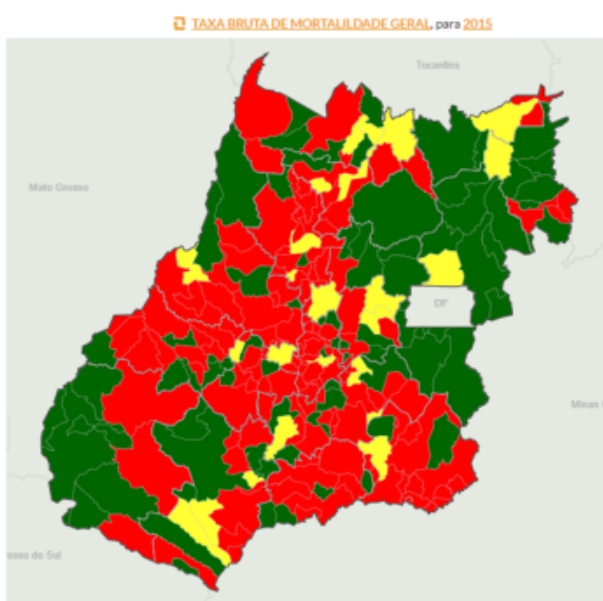 TAXA BRUTA DE MORTALILDADE GERAL, para 2015
Tocantins
Mato Grosso
DF
Minas
osso do Sul